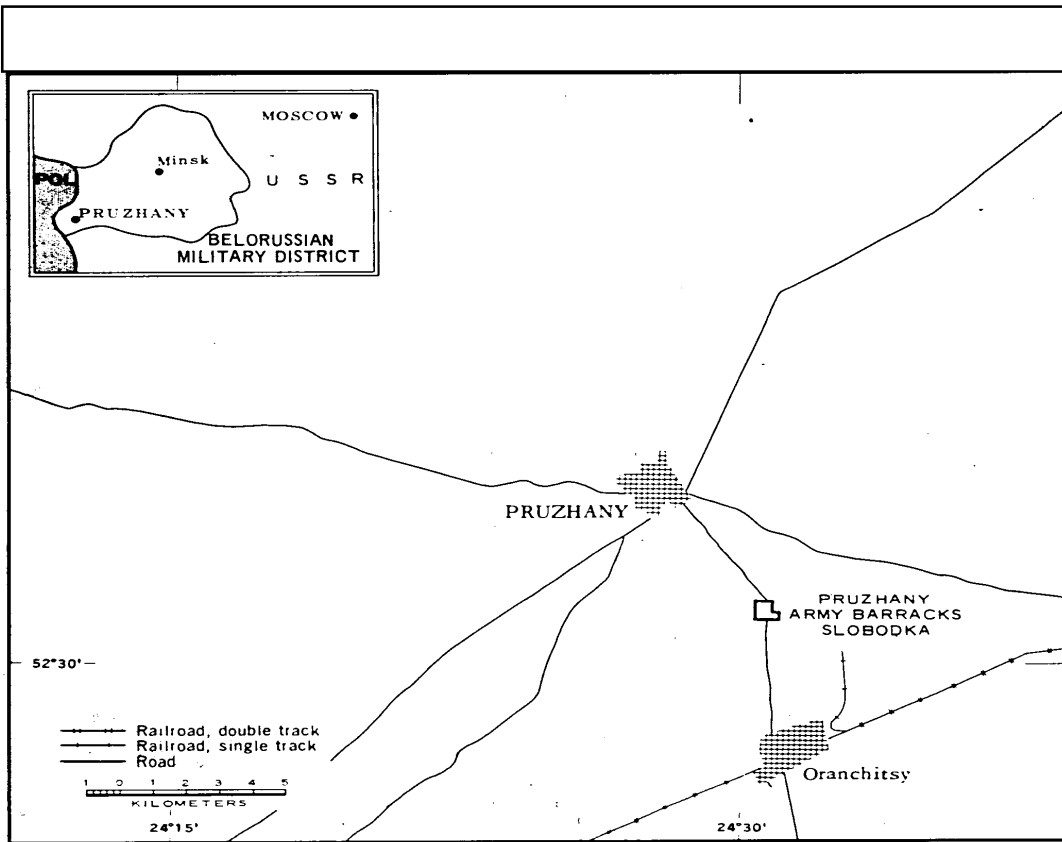 MOSCOW
Minsk
POL
U S S R
PRUZHANY
BELORUSSIAN
MILITARY DISTRICT
PRUZHANY
PRUZHANY
ARMY BARRACKS
SLOBODKA
52°30'
Railroad, double track
Railroad, single track
Road
1 0 1 2 3 4 5
KILOMETERS
Oranchitsy
24°15'
24°30'